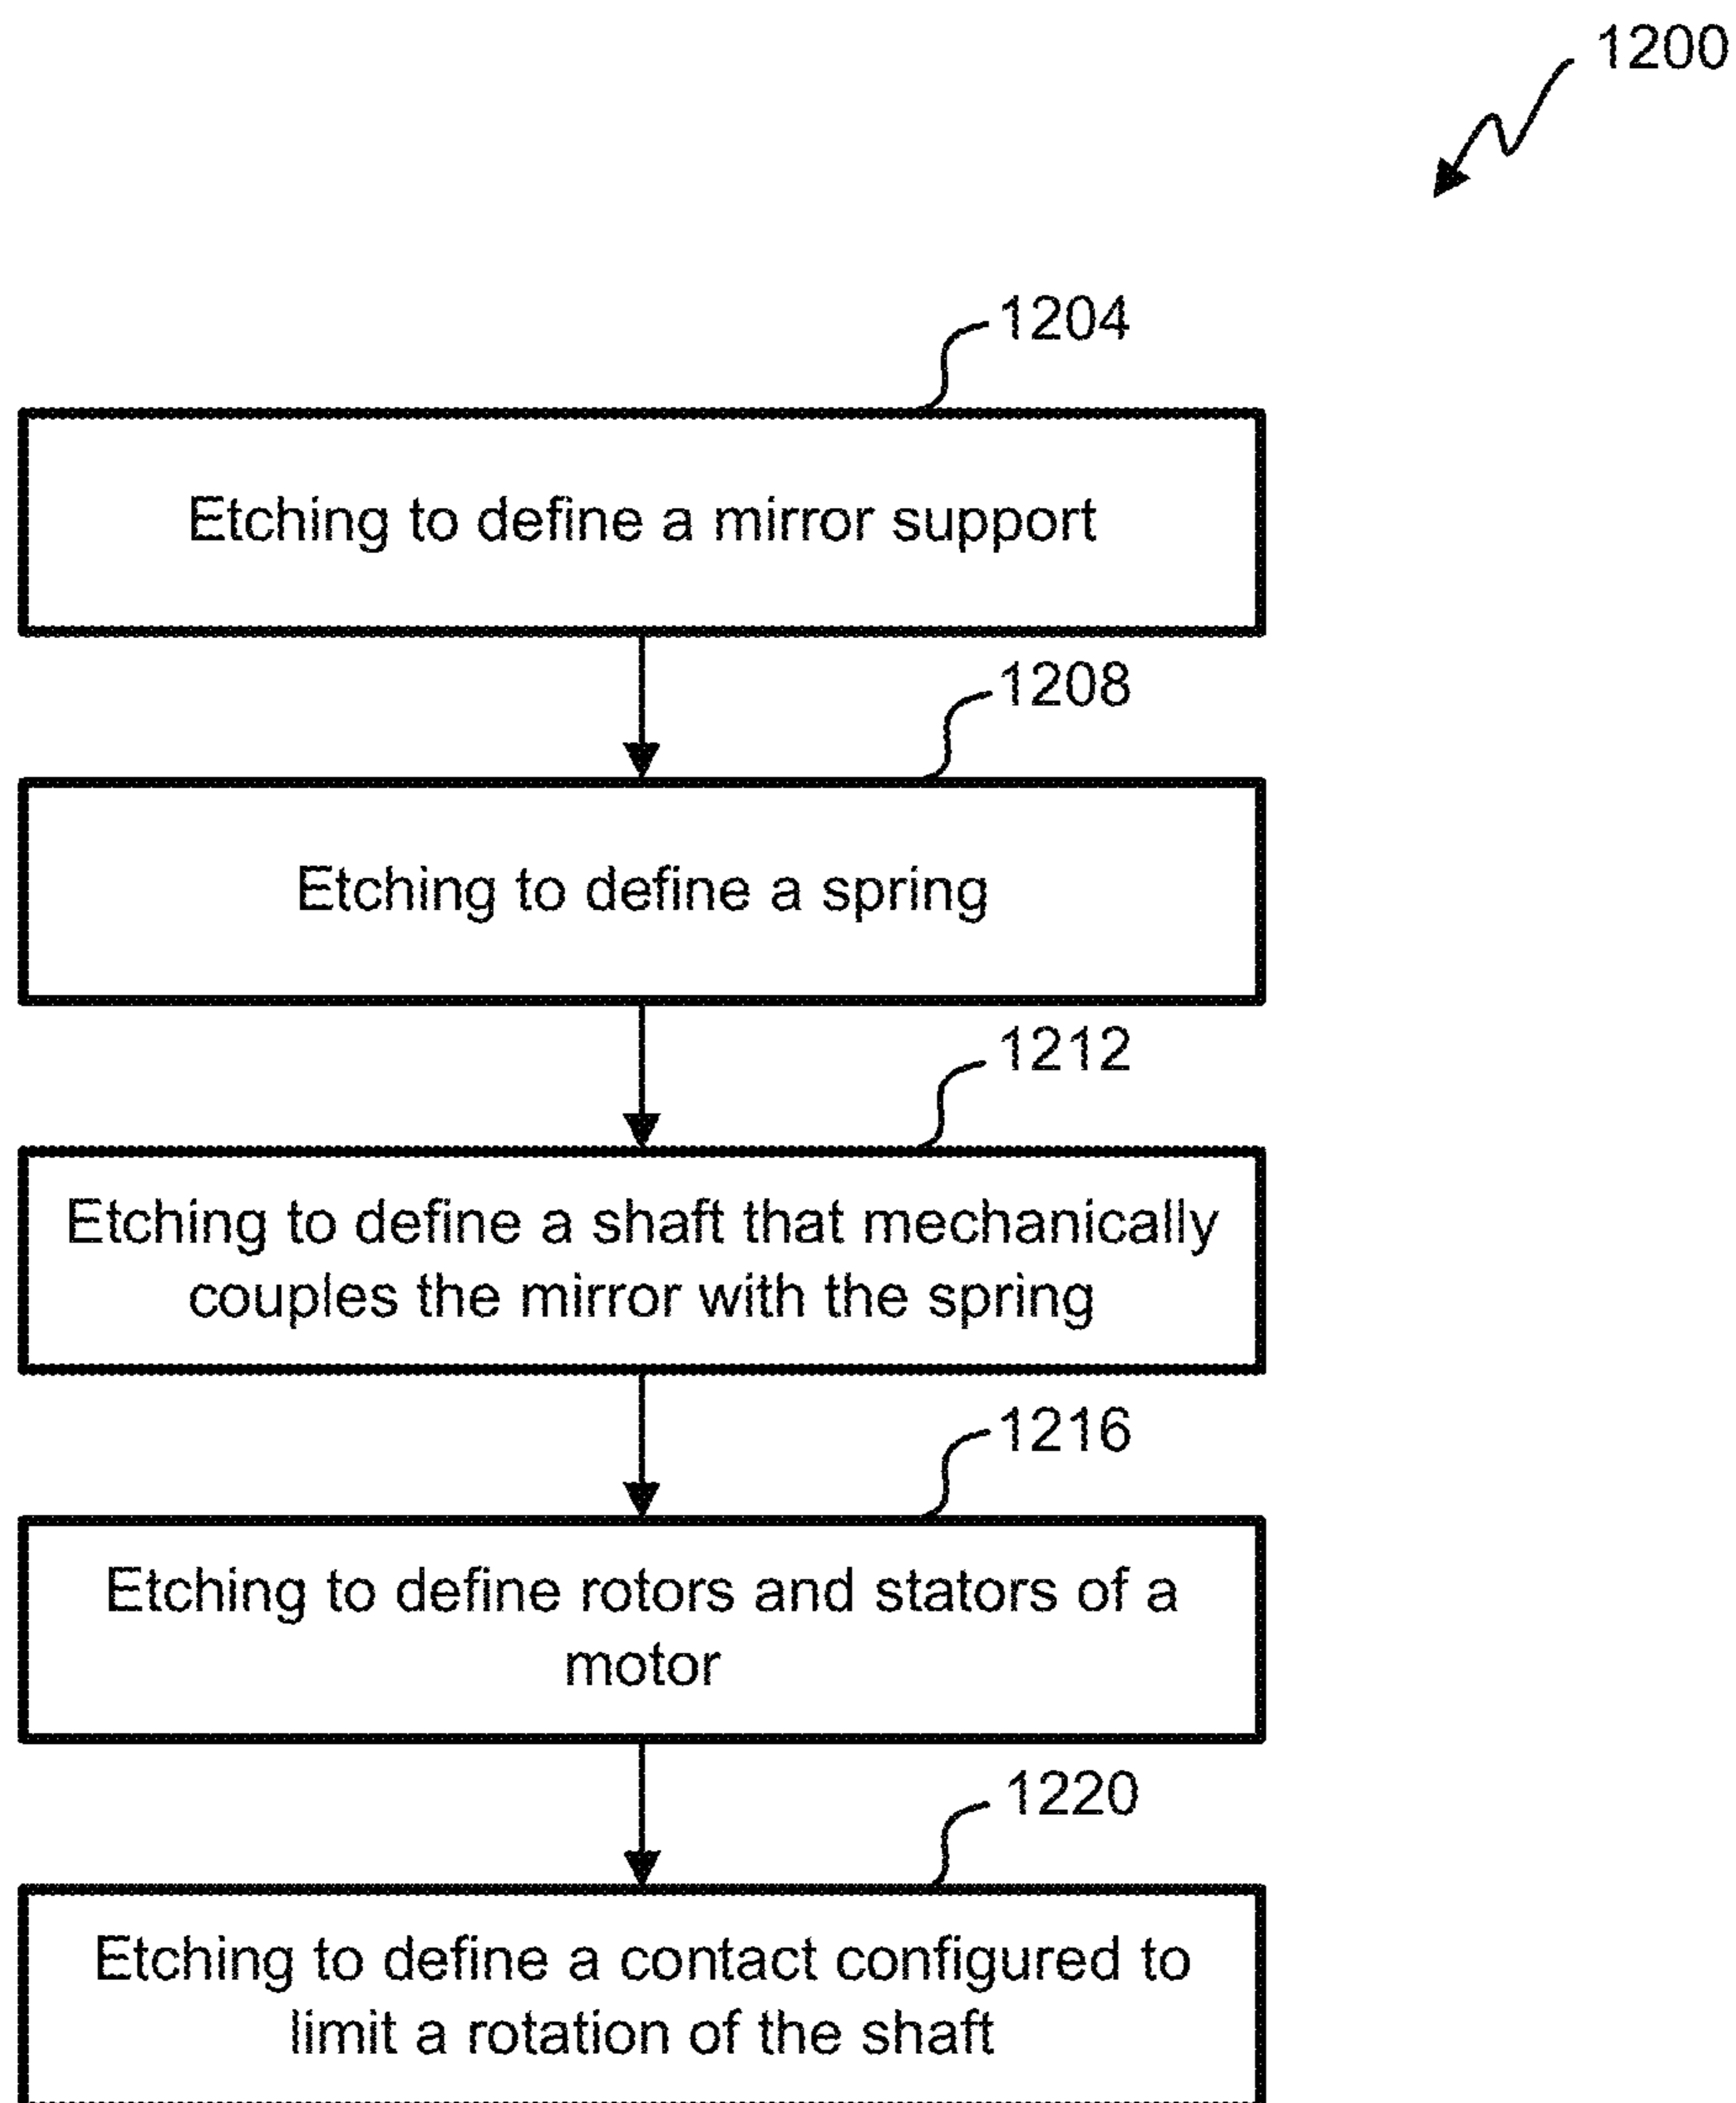 1200
1204
Etching to define a mirror support
1208
Etching to define a spring
1212
Etching to define a shaft that mechanically
couples the mirror with the spring
1216
Etching to define rotors and stators of a
motor
1220
Etching to define a contact configured to
limit a rotation of the shaft